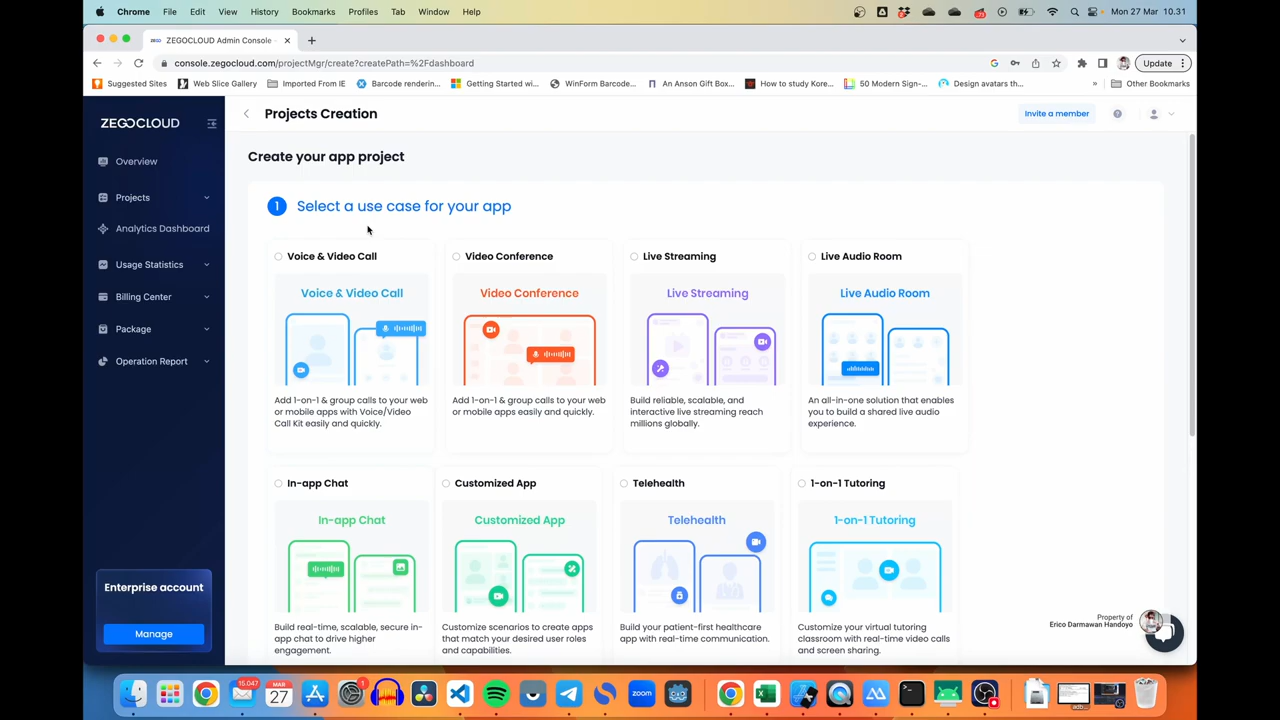 Chrome File Edit View History Bookmarks Profiles Tab Window Help Mon 27 Mar 10.31
ZEGOCLOUD Admin Console -
console.zegocloud.com/projectMgr/create?createPath=%2Fdashboard Update
Suggested Sites Web Slice Gallery Imported From IE Barcode renderin... Getting Started wi... WinForm Barcode... An Anson Gift Box... How to study Kore... 50 Modern Sign-... Design avatars th... » Other Bookmarks
ZEGOCLOUD
Overview
Projects
Analytics Dashboard
Usage Statistics
Billing Center
Package
Operation Report
Enterprise account
Manage
Projects Creation
Invite a member
Create your app project
1 Select a use case for your app
Voice & Video Call
Voice & Video Call
Add 1-on-1 & group calls to your web
or mobile apps with Voice/Video
Call Kit easily and quickly.
Video Conference
Video Conference
Add 1-on-1 & group calls to your web
or mobile apps easily and quickly.
Live Streaming
Live Streaming
Build reliable, scalable, and
interactive live streaming reach
millions globally.
Live Audio Room
Live Audio Room
An all-in-one solution that enables
you to build a shared live audio
experience.
In-app Chat
In-app Chat
Build real-time, scalable, secure in-
app chat to drive higher
engagement.
Customized App
Customized App
Customize scenarios to create apps
that match your desired user roles
and capabilities.
Telehealth
Telehealth
Build your patient-first healthcare
app with real-time communication.
1-on-1 Tutoring
1-on-1 Tutoring
Customize your virtual tutoring
classroom with real-time video calls
and screen sharing.
Property of
Erico Darmawan Handoyo
15.047
MAR
27
1
zoom